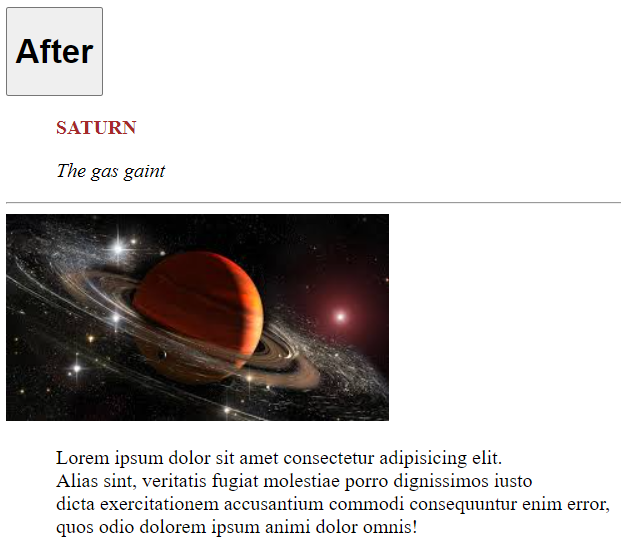 After
SATURN
The gas gaint
Lorem ipsum dolor sit amet consectetur adipisicing elit.
Alias sint, veritatis fugiat molestiae porro dignissimos iusto
dicta exercitationem accusantium commodi consequuntur enim error,
quos odio dolorem ipsum animi dolor omnis!